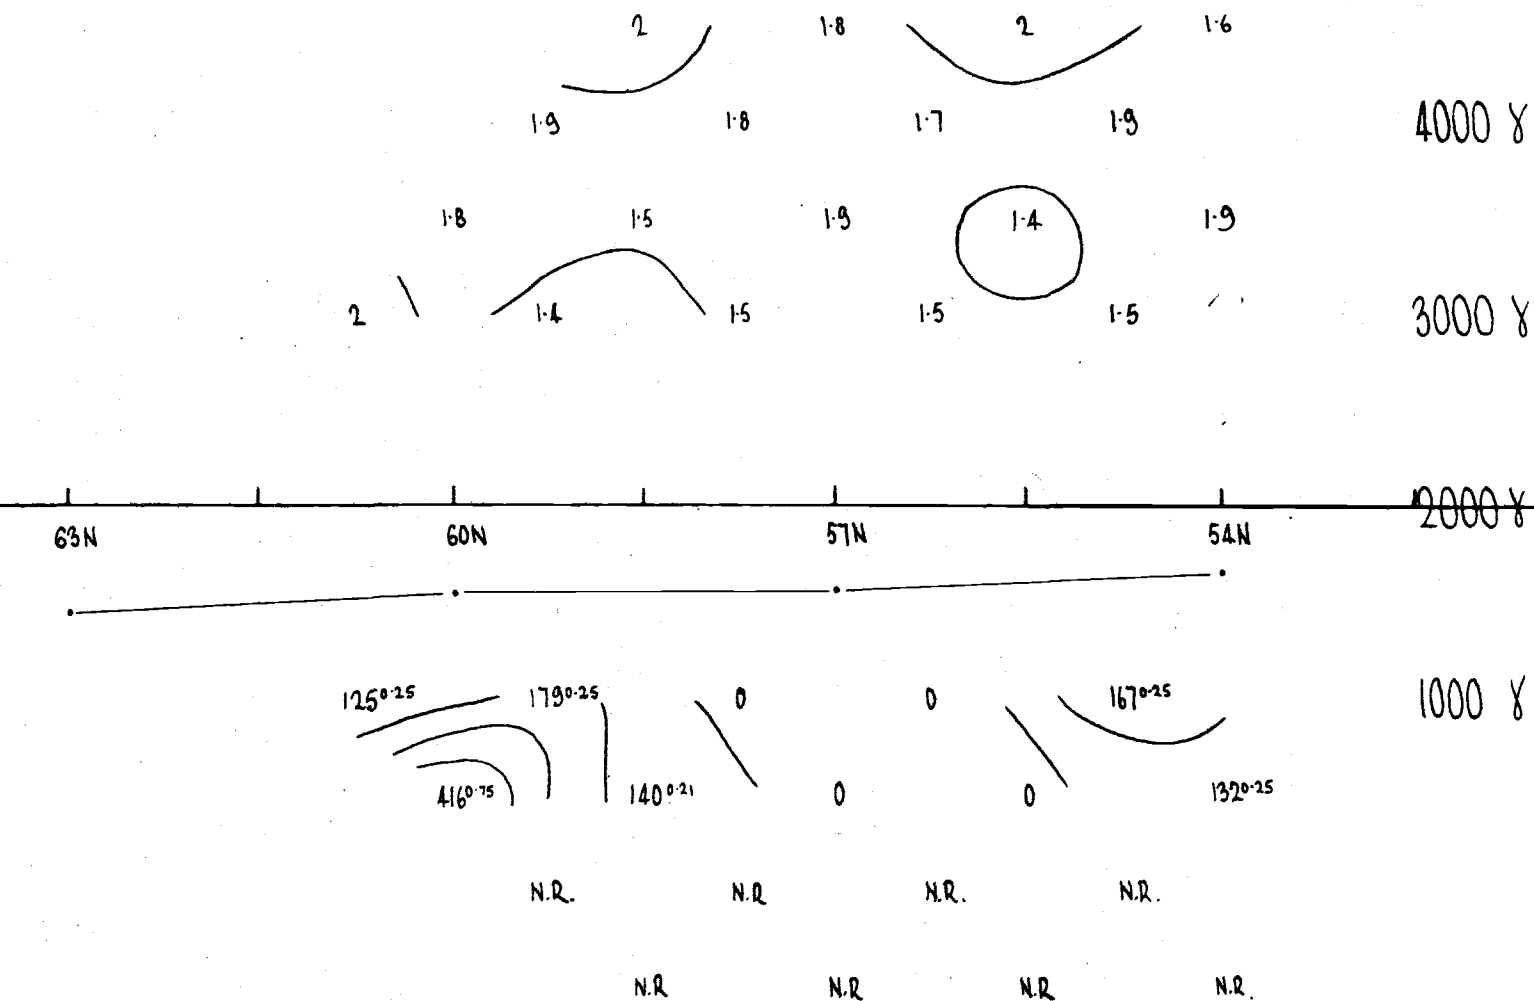 2 1·8 2 1·6
1·9 1·8 1·7 1·9 4000 γ
1·8 1·5 1·9 1·4 1·9
2 1·4 1·5 1·5 1·5 3000 γ
2000 γ
63N 60N 57N 54N
125 0·25 179 0·25 0 0 167 0·25 1000 γ
416 0·75 140 0·21 0 0 132 0·25
N.R. N.R N.R. N.R.
N.R N.R N.R N.R.